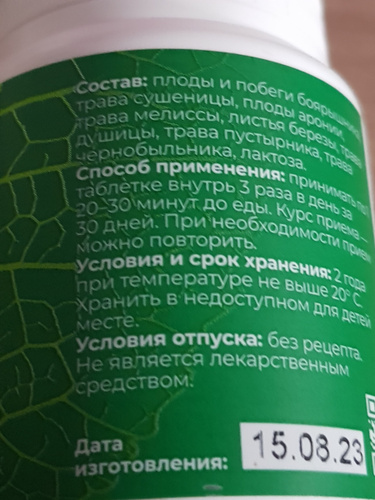 Состав: плоды и побеги боярышника,
трава сушеницы, плоды аронии,
трава мелиссы, листья березы, трава
душицы, трава пустырника, трава
чернобыльника, лактоза.
Способ применения: принимать по 1
таблетке внутрь 3 раза в день за
20-30 минут до еды. Курс приема —
30 дней. При необходимости прием
можно повторить.
Условия и срок хранения: 2 года
при температуре не выше 20° С.
Хранить в недоступном для детей
месте.
Условия отпуска: без рецепта.
Не является лекарственным
средством.
Дата
изготовления:
15.08.23